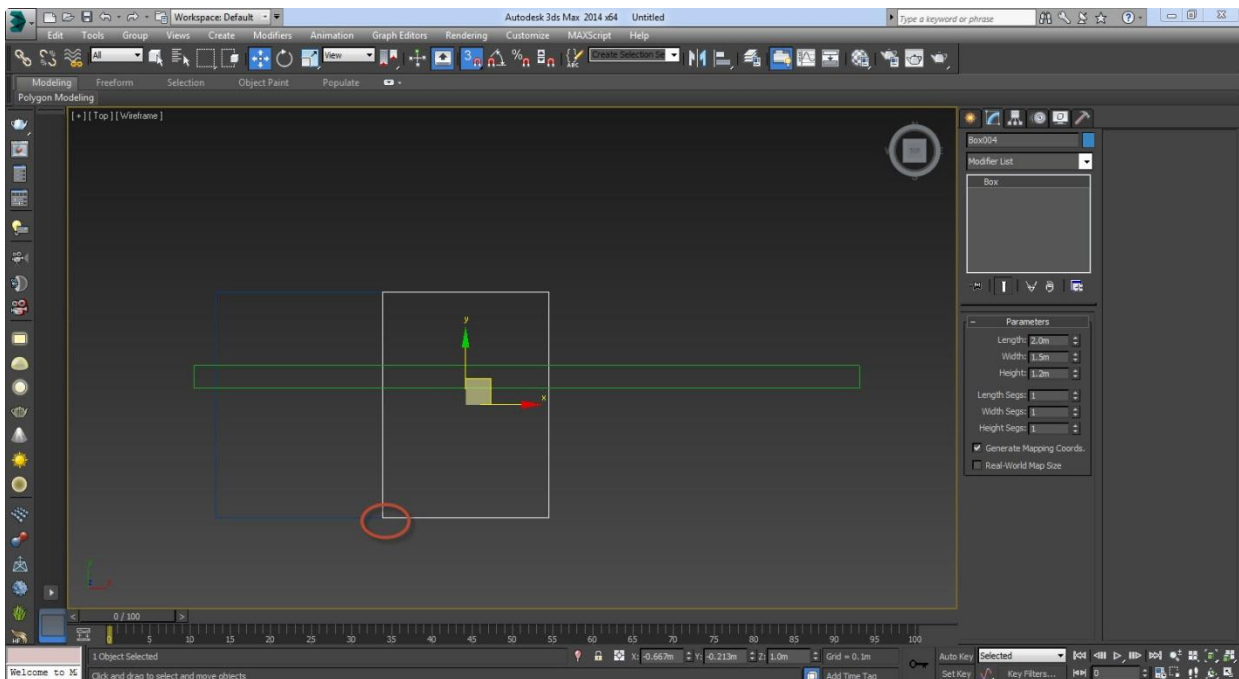 Workspace: Default
Autodesk 3ds Max 2014 x64 Untitled
Type a keyword or phrase
Edit Tools Group Views Create Modifiers Animation Graph Editors Rendering Customize MAXScript Help
All
View
3
Create Selection Se
Modeling Freeform Selection Object Paint Populate
Polygon Modeling
[+] [Top] [Wireframe]
TOP
Box004
Modifier List
Box
y
x
Parameters
Length: 2.0m
Width: 1.5m
Height: 1.2m
Length Segs: 1
Width Segs: 1
Height Segs: 1
Generate Mapping Coords.
Real-World Map Size
0 / 100
0 5 10 15 20 25 30 35 40 45 50 55 60 65 70 75 80 85 90 95 100
1 Object Selected
X: -0.667m Y: -0.213m Z: 1.0m Grid = 0.1m
Auto Key Selected
Welcome to M
Click and drag to select and move objects
Add Time Tag
Set Key Key Filters... 0